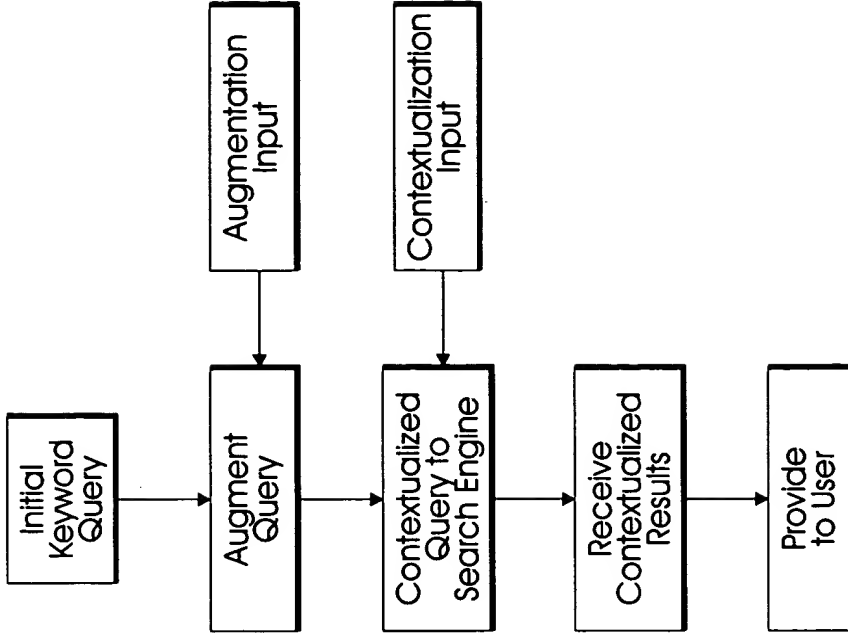 Initial
Keyword
Query
Augment
Query
Augmentation
Input
Contextualized
Query to
Search Engine
Contextualization
Input
Receive
Contextualized
Results
Provide
to User